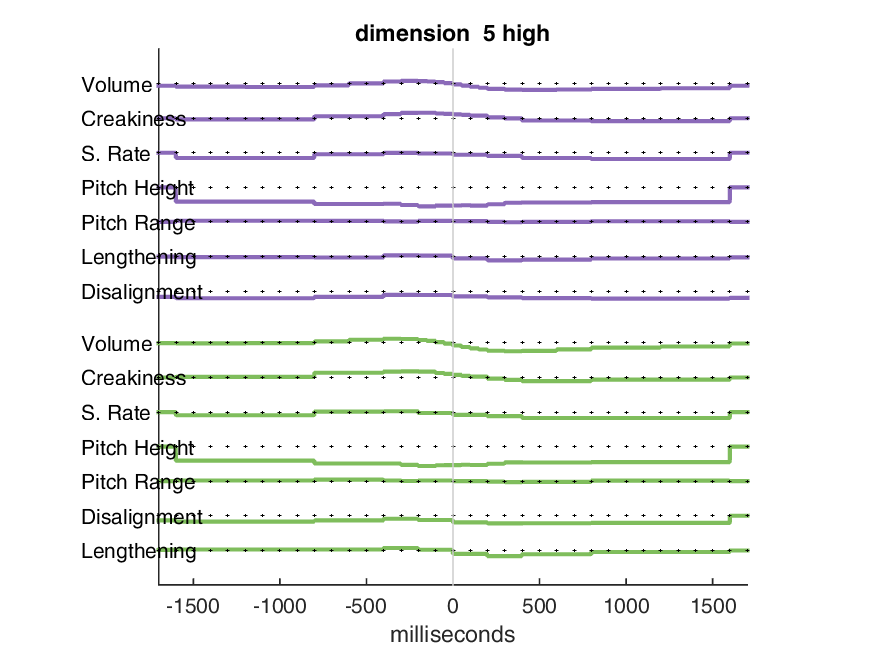 dimension 5 high
Volume
Creakiness
S. Rate
Pitch Height
Pitch Range
Lengthening
Disalignment
Volume
Creakiness
S. Rate
Pitch Height
Pitch Range
Disalignment
Lengthening
-1500 -1000 -500 0 500 1000 1500
milliseconds